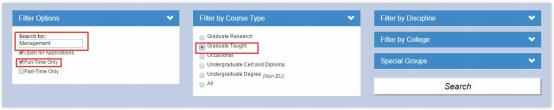 Filter Options
Search for:
Management
Open for Applications
Full-Time Only
Part-Time Only
Filter by Course Type
Graduate Research
Graduate Taught
Occasional
Undergraduate Cert and Diploma
Undergraduate Degree (Non EU)
All
Filter by Discipline
Filter by College
Special Groups
Search